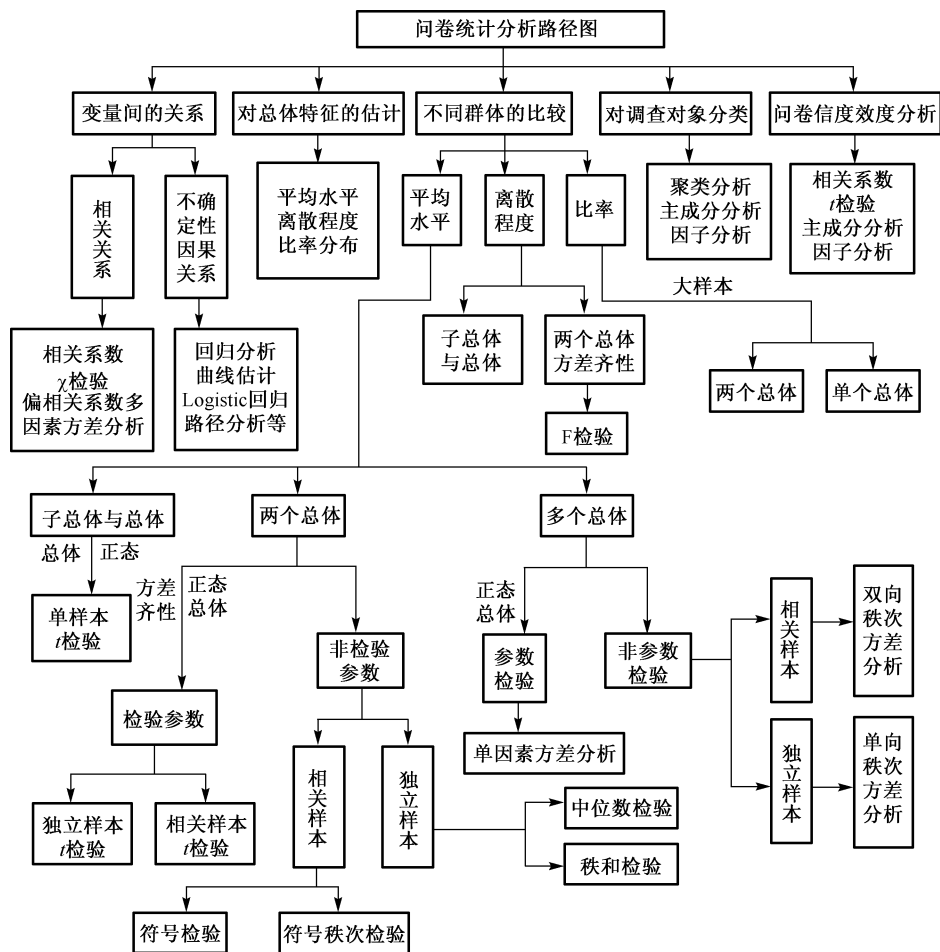 问卷统计分析路径图
变量间的关系
对总体特征的估计
不同群体的比较
对调查对象分类
问卷信度效度分析
相关关系
不确
定性
因果
关系
平均水平
离散程度
比率分布
平均
水平
离散
程度
比率
聚类分析
主成分分析
因子分析
相关系数
t检验
主成分分析
因子分析
大样本
相关系数
χ检验
偏相关系数多
因素方差分析
回归分析
曲线估计
Logistic回归
路径分析等
子总体
与总体
两个总体
方差齐性
两个总体
单个总体
F检验
子总体与总体
两个总体
多个总体
总体
正态
方差
齐性
正态
总体
正态
总体
单样本
t检验
非检验
参数
参数
检验
非参数
检验
相关样本
双向
秩次
方差
分析
检验参数
单因素方差分析
独立样本
单向
秩次
方差
分析
独立样本
t检验
相关样本
t检验
相关样本
独立样本
中位数检验
秩和检验
符号检验
符号秩次检验